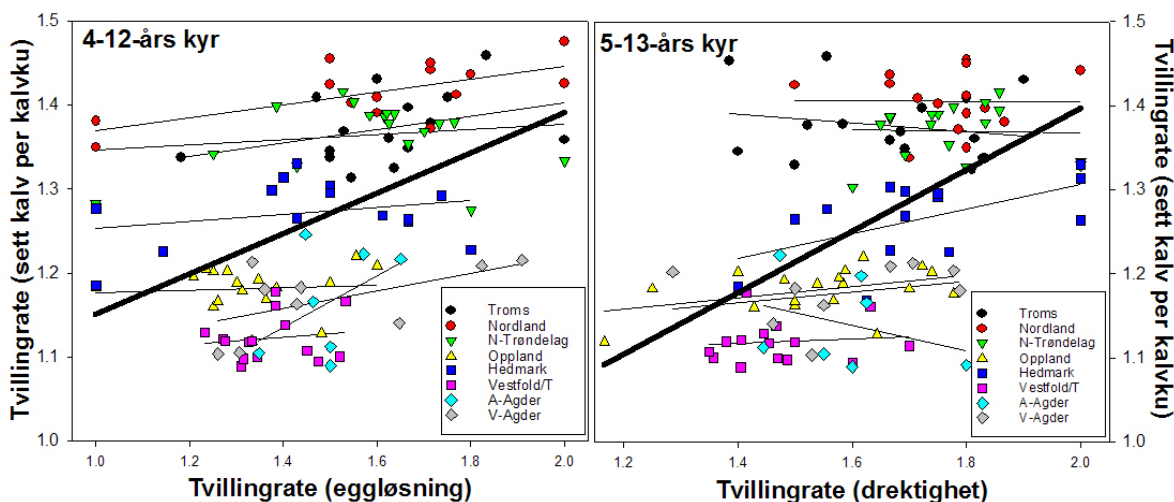 4-12-års kyr
Tvillingrate (sett kalv per kalvku)
1.5
1.4
1.3
1.2
1.1
1.0
Troms
Nordland
N-Trøndelag
Oppland
Hedmark
Vestfold/T
A-Agder
V-Agder
1.0 1.2 1.4 1.6 1.8 2.0
Tvillingrate (eggløsning)
5-13-års kyr
Troms
Nordland
N-Trøndelag
Oppland
Hedmark
Vestfold/T
A-Agder
V-Agder
1.2 1.4 1.6 1.8 2.0
Tvillingrate (drektighet)
1.5
1.4
1.3
1.2
1.1
1.0
Tvillingrate (sett kalv per kalvku)